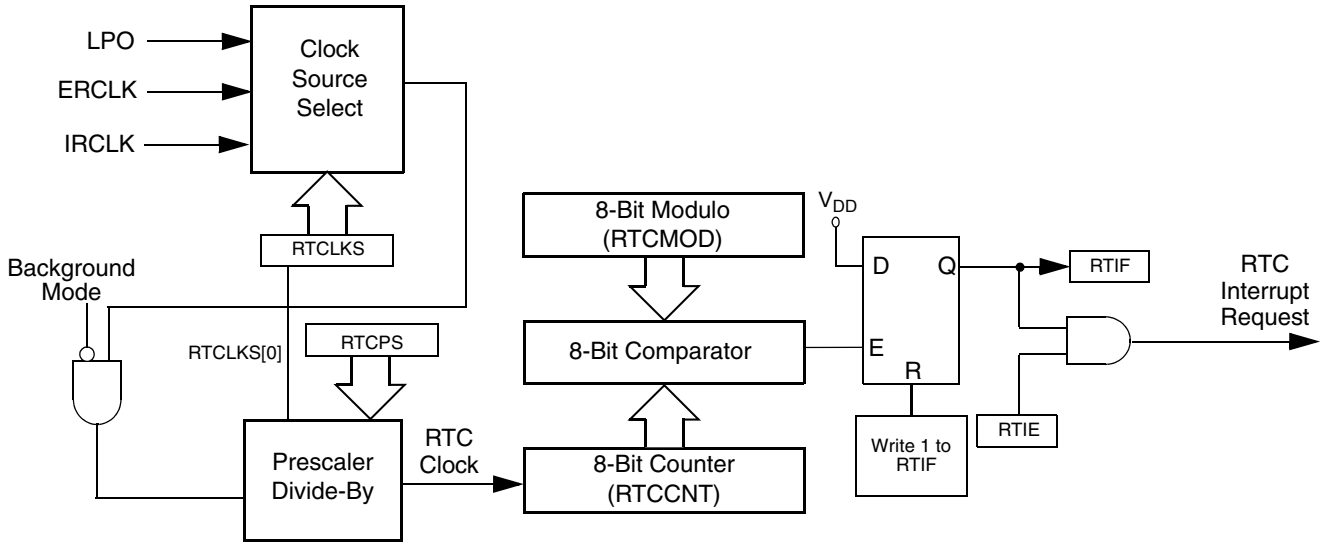 LPO
ERCLK
IRCLK
Clock
Source
Select
RTCLKS
Background
Mode
RTCLKS[0]
RTCPS
Prescaler
Divide-By
RTC
Clock
8-Bit Modulo
(RTCMOD)
8-Bit Comparator
8-Bit Counter
(RTCCNT)
VDD
D
Q
E
R
Write 1 to
RTIF
RTIF
RTIE
RTC
Interrupt
Request